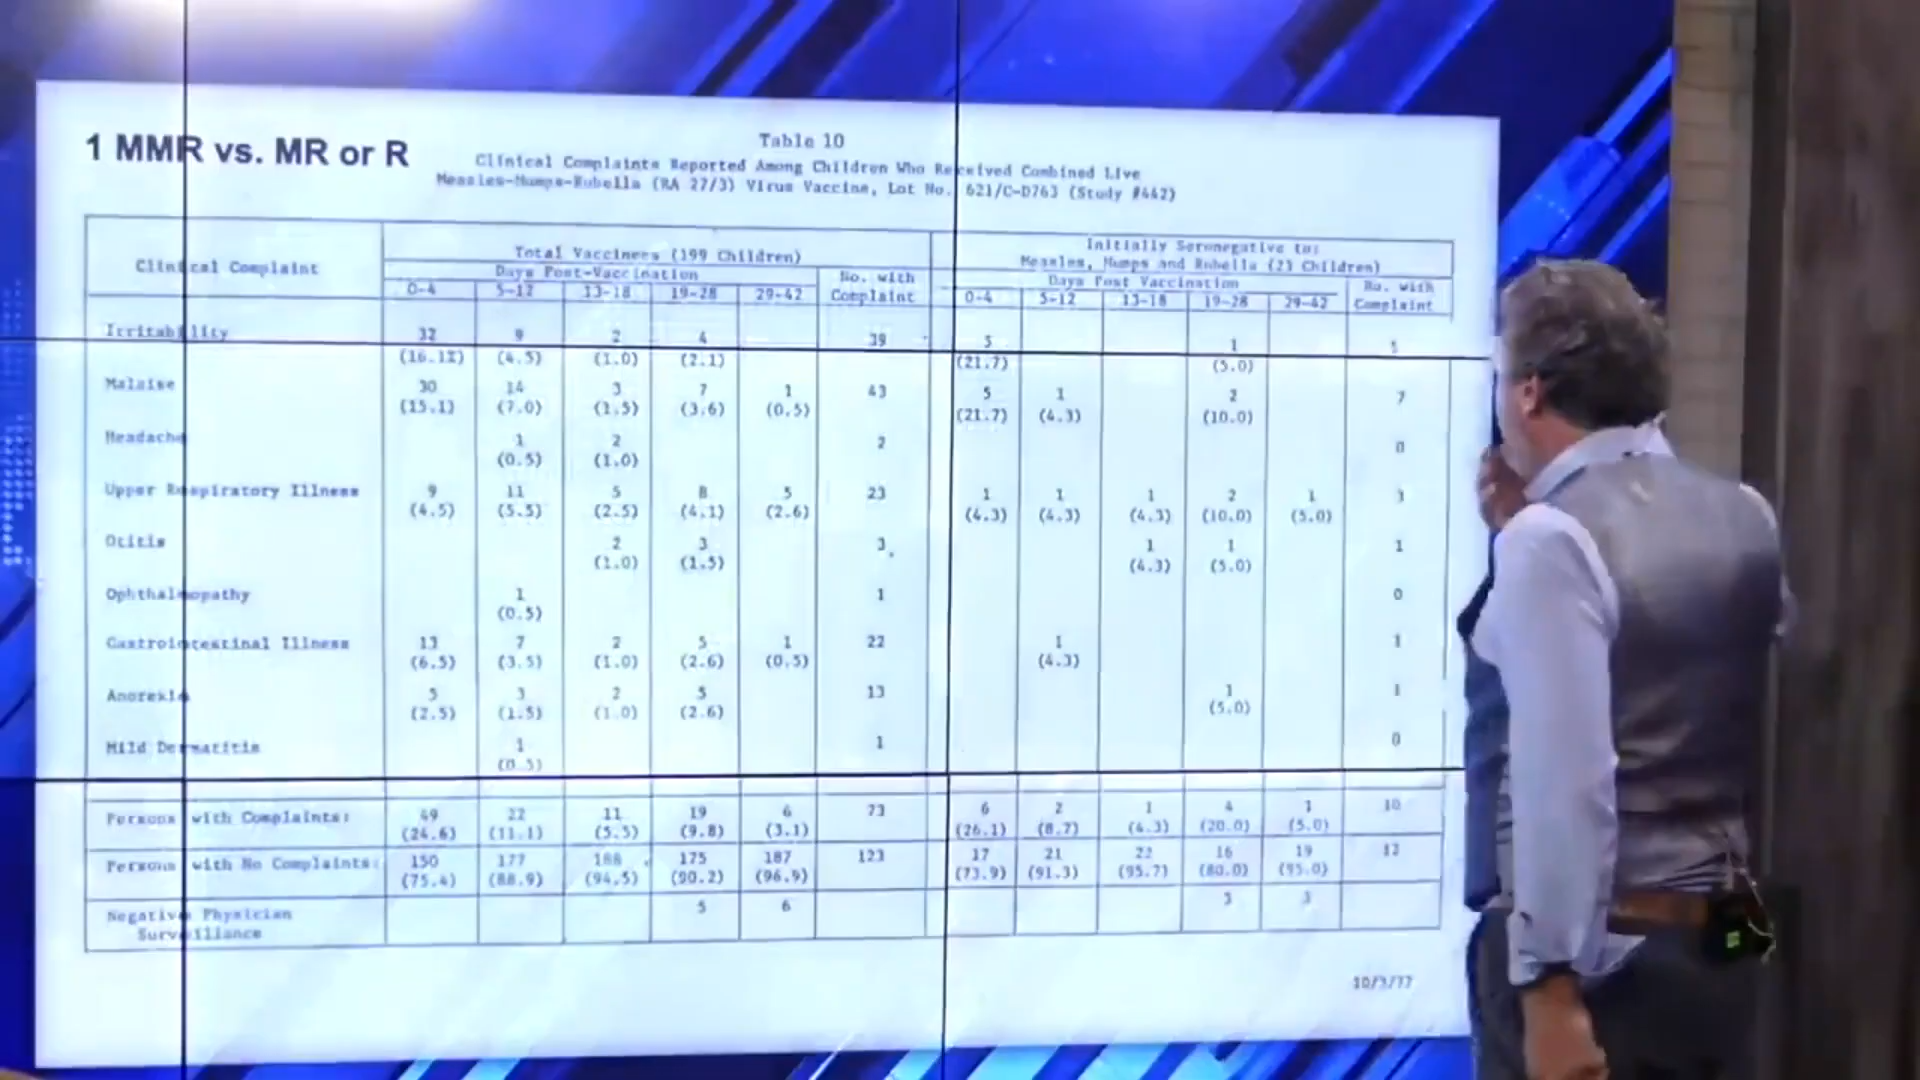 1 MMR vs. MR or R
Table 10
Clinical Complaints Reported Among Children Who Received Combined Live
Measles-Mumps-Rubella (RA 27/3) Virus Vaccine, Lot No. 621/C-D763 (Study #442)
Clinical Complaint
Total Vaccinees (199 Children)
Days Post-Vaccination
0-4 5-12 13-18 19-28 29-42
No. with
Complaint
Initially Seronegative to:
Measles, Mumps and Rubella (23 Children)
Days Post Vaccination
0-4 5-12 13-18 19-28 29-42
No. with
Complaint
Irritability 32 9 2 4 39 5 1 5
(16.1%) (4.5) (1.0) (2.1) (21.7) (5.0)
Malaise 30 14 3 7 1 43 5 1 2 7
(15.1) (7.0) (1.5) (3.6) (0.5) (21.7) (4.3) (10.0)
Headache 1 2 2 0
(0.5) (1.0)
Upper Respiratory Illness 9 11 5 8 5 23 1 1 1 2 1 3
(4.5) (5.5) (2.5) (4.1) (2.6) (4.3) (4.3) (4.3) (10.0) (5.0)
Otitis 2 3 3 1 1 1
(1.0) (1.5) (4.3) (5.0)
Ophthalmopathy 1 1 0
(0.5)
Gastrointestinal Illness 13 7 2 5 1 22 1 1
(6.5) (3.5) (1.0) (2.6) (0.5) (4.3)
Anorexia 5 3 2 5 13 1 1
(2.5) (1.5) (1.0) (2.6) (5.0)
Mild Dermatitis 1 1 0
(0.5)
Persons with Complaints: 49 22 11 19 6 73 6 2 1 4 1 10
(24.6) (11.1) (5.5) (9.8) (3.1) (26.1) (8.7) (4.3) (20.0) (5.0)
Persons with No Complaints: 150 177 188 175 187 123 17 21 22 16 19 12
(75.4) (88.9) (94.5) (90.2) (96.9) (73.9) (91.3) (95.7) (80.0) (95.0)
Negative Physician 5 6 3 3
Surveillance
10/3/77